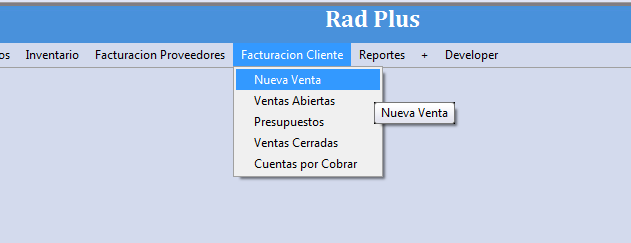 Rad Plus
os Inventario Facturacion Proveedores Facturacion Cliente Reportes + Developer
Nueva Venta
Ventas Abiertas
Nueva Venta
Presupuestos
Ventas Cerradas
Cuentas por Cobrar